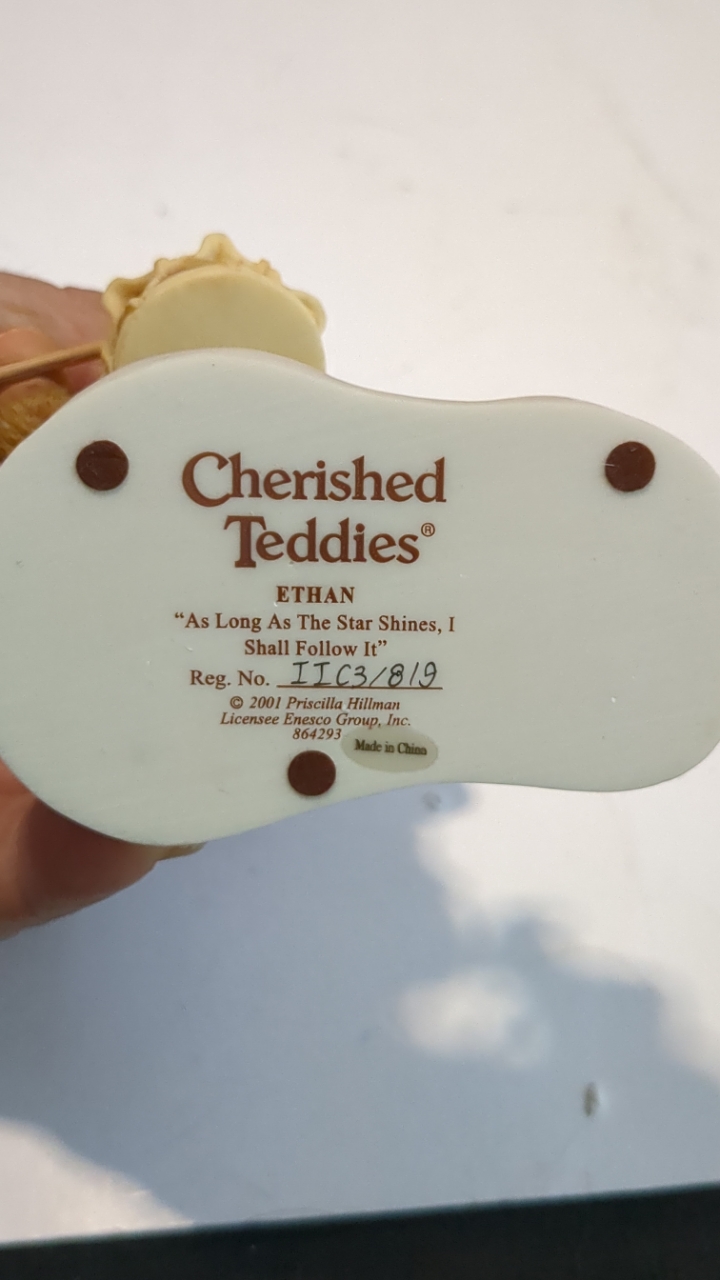 Cherished
Teddies®
ETHAN
“As Long As The Star Shines, I
Shall Follow It”
Reg. No. IIC3/819
© 2001 Priscilla Hillman
Licensee Enesco Group, Inc.
864293
Made in China